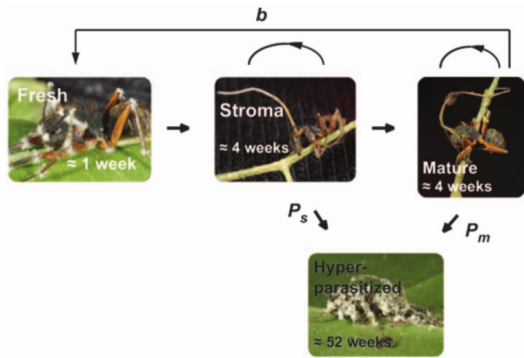 b
Fresh
≈ 1 week
Stroma
≈ 4 weeks
Mature
≈ 4 weeks
Ps
Pm
Hyper-
parasitized
≈ 52 weeks